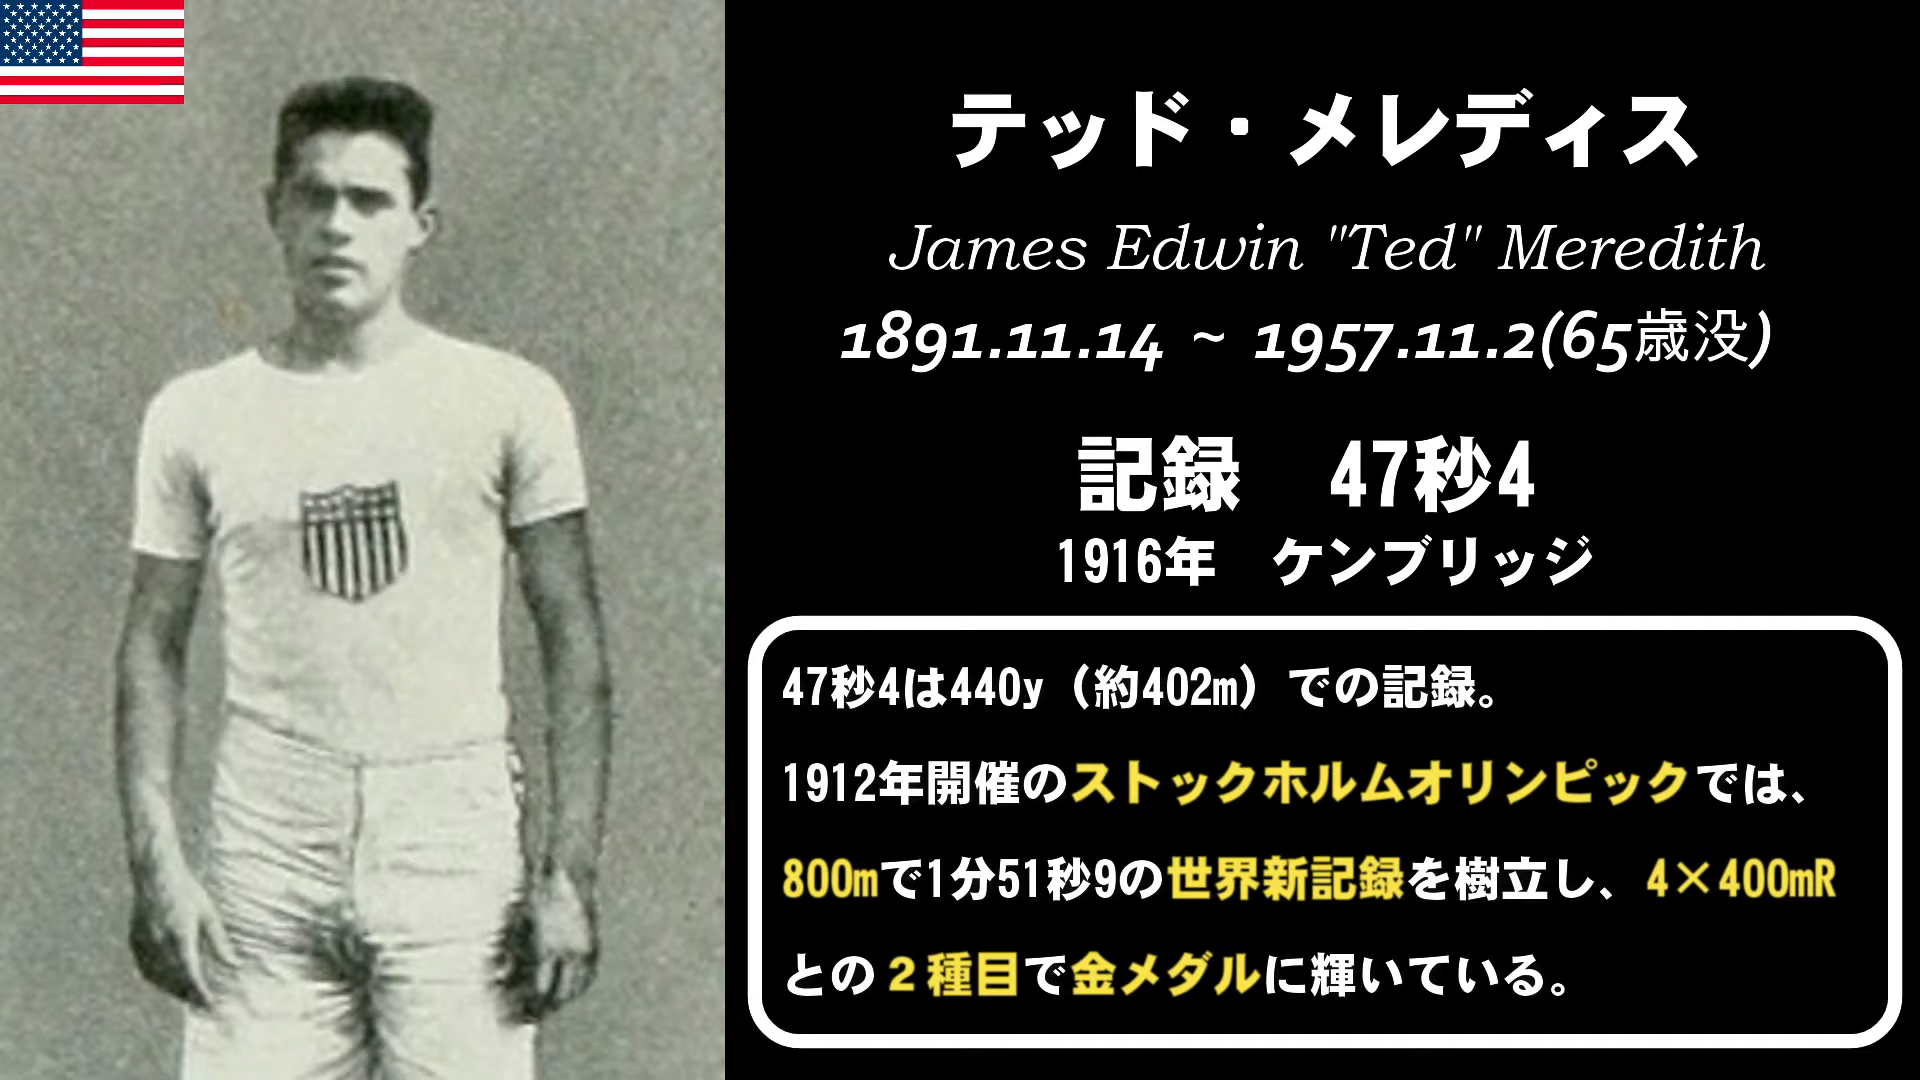 テッド・メレディス
James Edwin "Ted" Meredith
1891.11.14 ~ 1957.11.2(65歳没)
記録　47秒4
1916年　ケンブリッジ
47秒4は440y（約402m）での記録。
1912年開催のストックホルムオリンピックでは、
800mで1分51秒9の世界新記録を樹立し、4×400mR
との２種目で金メダルに輝いている。